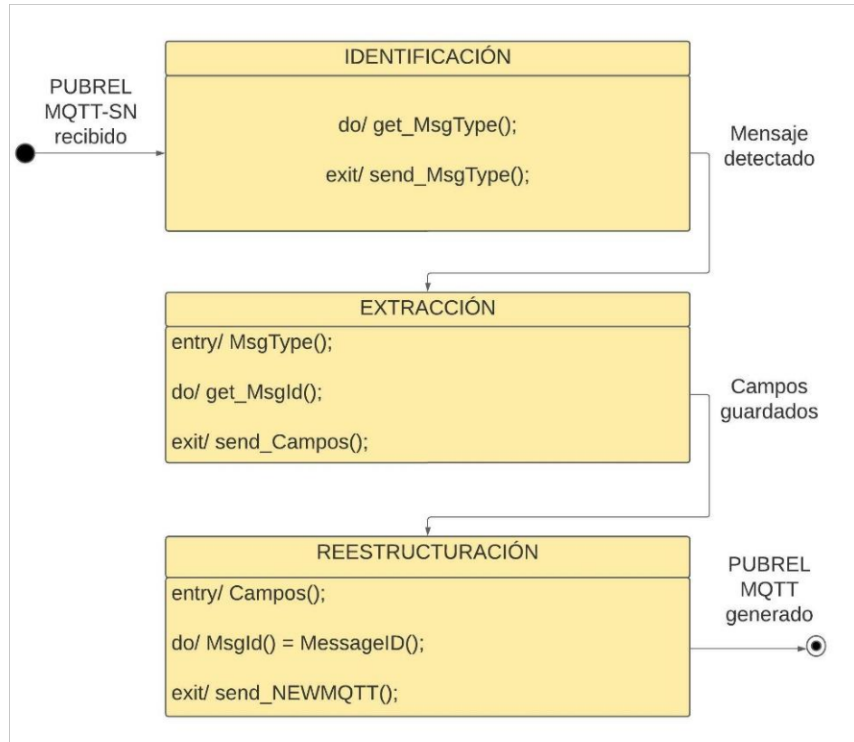 IDENTIFICACIÓN
PUBREL
MQTT-SN
recibido
do/ get_MsgType();
exit/ send_MsgType();
Mensaje
detectado
EXTRACCIÓN
entry/ MsgType();
do/ get_MsgId();
exit/ send_Campos();
Campos
guardados
REESTRUCTURACIÓN
entry/ Campos();
do/ MsgId() = MessageID();
exit/ send_NEWMQTT();
PUBREL
MQTT
generado